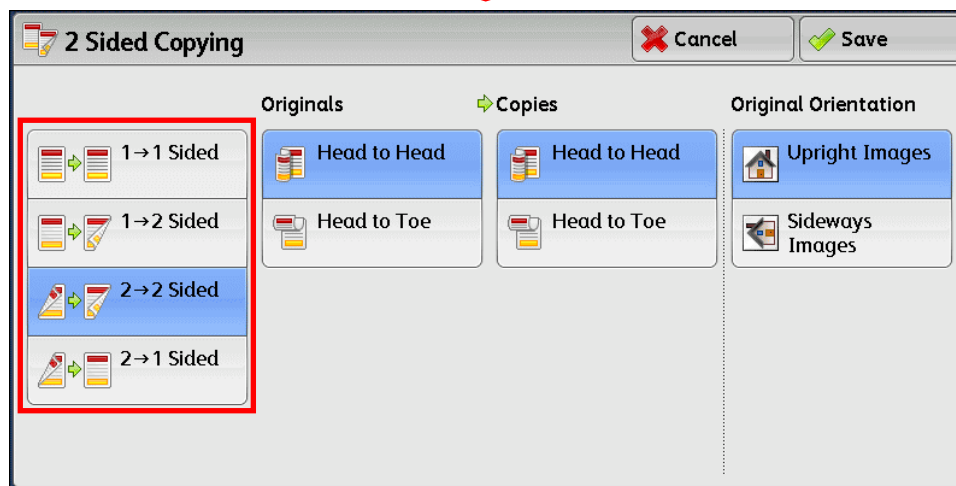 2 Sided Copying
Cancel
Save
Originals
Copies
Original Orientation
1→1 Sided
1→2 Sided
2→2 Sided
2→1 Sided
Head to Head
Head to Toe
Head to Head
Head to Toe
Upright Images
Sideways
Images